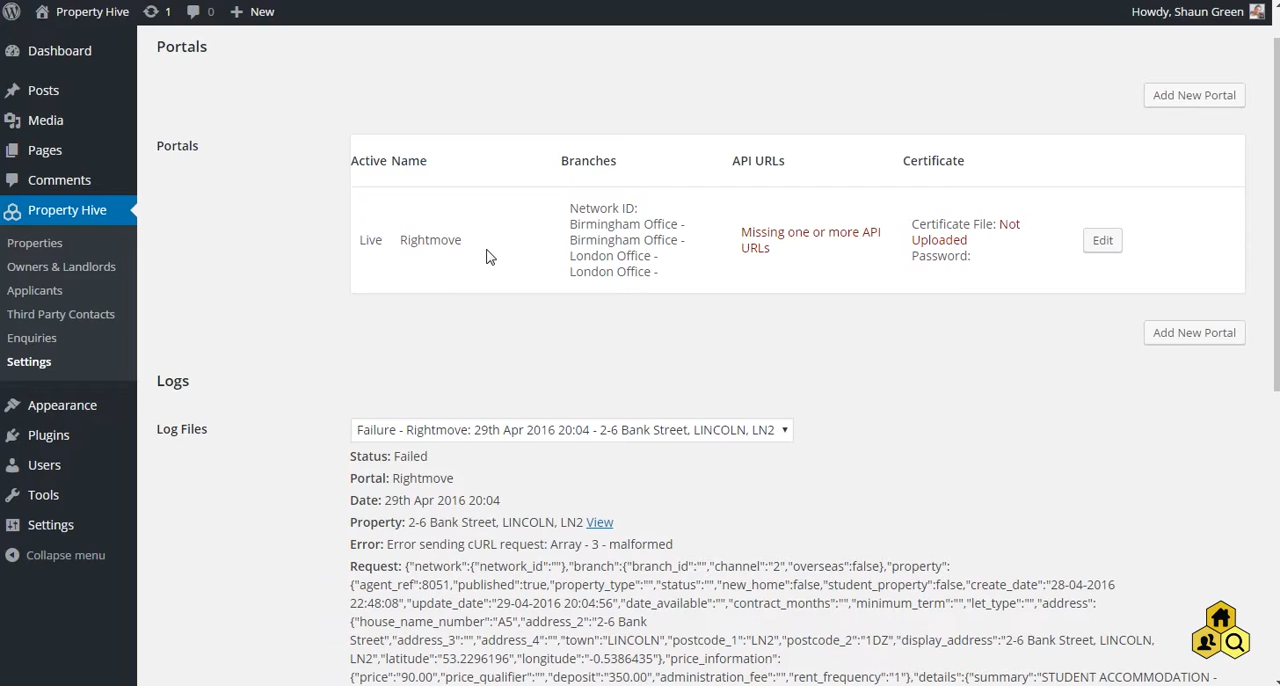 Property Hive 1 0 New Howdy, Shaun Green
Dashboard
Posts
Media
Pages
Comments
Property Hive
Properties
Owners & Landlords
Applicants
Third Party Contacts
Enquiries
Settings
Appearance
Plugins
Users
Tools
Settings
Collapse menu
Portals
Add New Portal
Portals
Active Name Branches API URLs Certificate
Live Rightmove
Network ID:
Birmingham Office -
Birmingham Office -
London Office -
London Office -
Missing one or more API
URLs
Certificate File: Not
Uploaded
Password:
Edit
Add New Portal
Logs
Log Files
Failure - Rightmove: 29th Apr 2016 20:04 - 2-6 Bank Street, LINCOLN, LN2
Status: Failed
Portal: Rightmove
Date: 29th Apr 2016 20:04
Property: 2-6 Bank Street, LINCOLN, LN2 View
Error: Error sending cURL request: Array - 3 - malformed
Request: {"network":{"network_id":""},"branch":{"branch_id":"","channel":"2","overseas":false},"property":
{"agent_ref":8051,"published":true,"property_type":"","status":"","new_home":false,"student_property":false,"create_date":"28-04-2016
22:48:08","update_date":"29-04-2016 20:04:56","date_available":"","contract_months":"","minimum_term":"","let_type":"","address":
{"house_name_number":"A5","address_2":"2-6 Bank
Street","address_3":"","address_4":"","town":"LINCOLN","postcode_1":"LN2","postcode_2":"1DZ","display_address":"2-6 Bank Street, LINCOLN,
LN2","latitude":"53.2296196","longitude":"-0.5386435"},"price_information":
{"price":"90.00","price_qualifier":"","deposit":"350.00","administration_fee":"","rent_frequency":"1"},"details":{"summary":"STUDENT ACCOMMODATION -